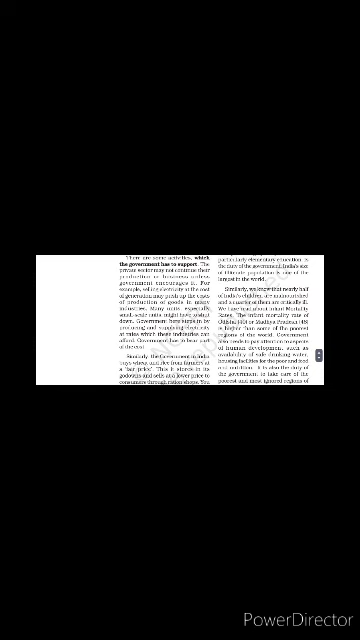 There are some activities, which
the government has to support. The
private sector may not continue their
production or business unless
government encourages it. For
example, selling electricity at the cost
of generation may push up the costs
of production of goods in many
industries. Many units, especially
small-scale units, might have to shut
down. Government here steps in by
producing and supplying electricity
at rates which these industries can
afford. Government has to bear part
of the cost.
Similarly, the Government in India
buys wheat and rice from farmers at
a 'fair price'. This it stores in its
godowns and sells at a lower price to
consumers through ration shops. You
particularly elementary education, is
the duty of the government. India's size
of illiterate population is one of the
largest in the world.
Similarly, we know that nearly half
of India's children are malnourished
and a quarter of them are critically ill.
We have read about Infant Mortality
Rates. The infant mortality rate of
Odisha (40) or Madhya Pradesh (48)
is higher than some of the poorest
regions of the world. Government
also needs to pay attention to aspects
of human development such as
availability of safe drinking water,
housing facilities for the poor and food
and nutrition. It is also the duty of
the government to take care of the
poorest and most ignored regions of
PowerDirector